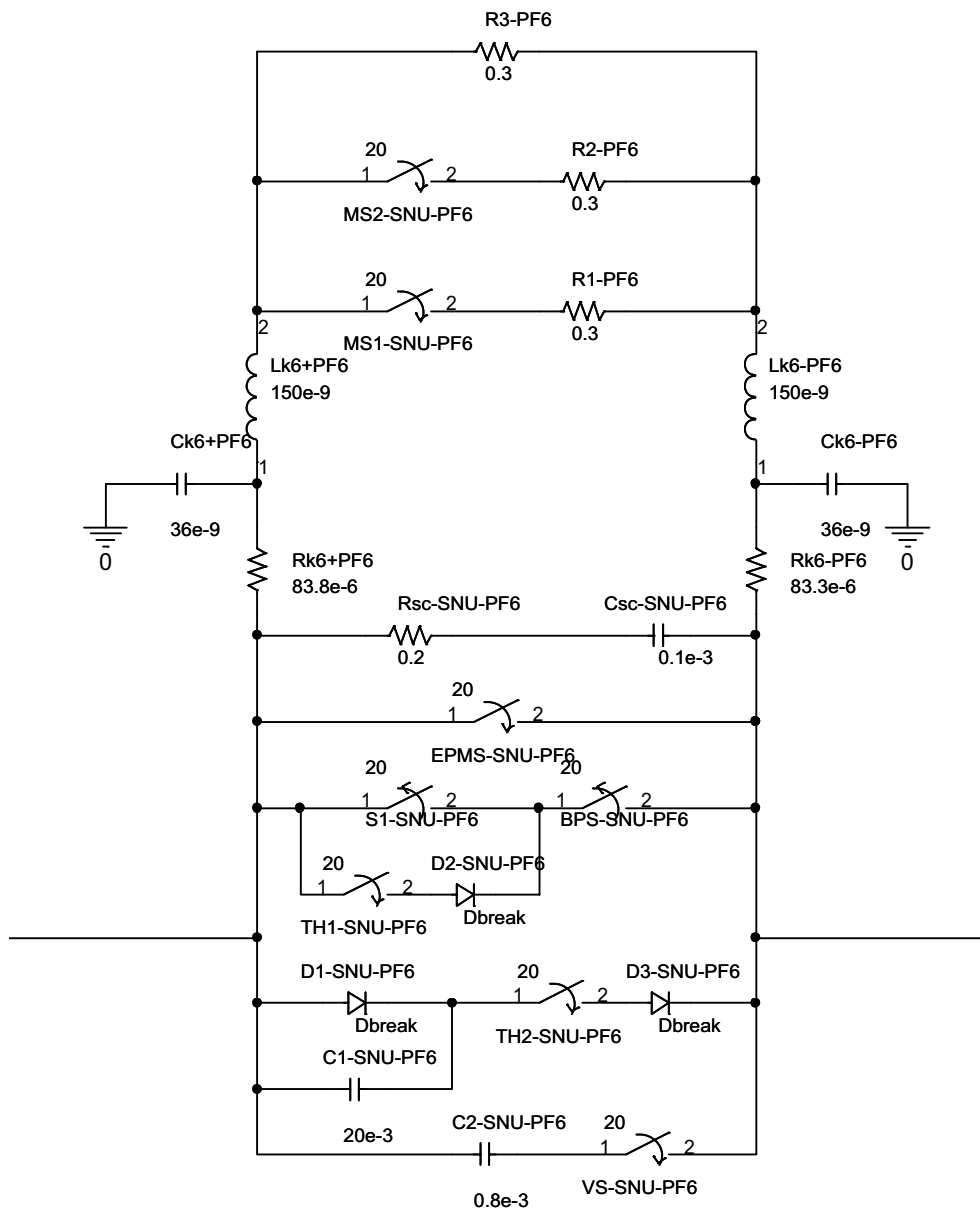 R3-PF6
0.3
20
R2-PF6
1
2
MS2-SNU-PF6
0.3
20
R1-PF6
1
2
MS1-SNU-PF6
0.3
2
2
Lk6+PF6
150e-9
Lk6-PF6
150e-9
Ck6+PF6
1
1
Ck6-PF6
36e-9
36e-9
0
0
Rk6+PF6
83.8e-6
Rk6-PF6
83.3e-6
Rsc-SNU-PF6
Csc-SNU-PF6
0.2
0.1e-3
20
1
2
EPMS-SNU-PF6
20
20
1
2
1
2
S1-SNU-PF6
BPS-SNU-PF6
20
D2-SNU-PF6
1
2
Dbreak
TH1-SNU-PF6
D1-SNU-PF6
20
D3-SNU-PF6
1
2
Dbreak
TH2-SNU-PF6
Dbreak
C1-SNU-PF6
20e-3
C2-SNU-PF6
20
1
2
VS-SNU-PF6
0.8e-3